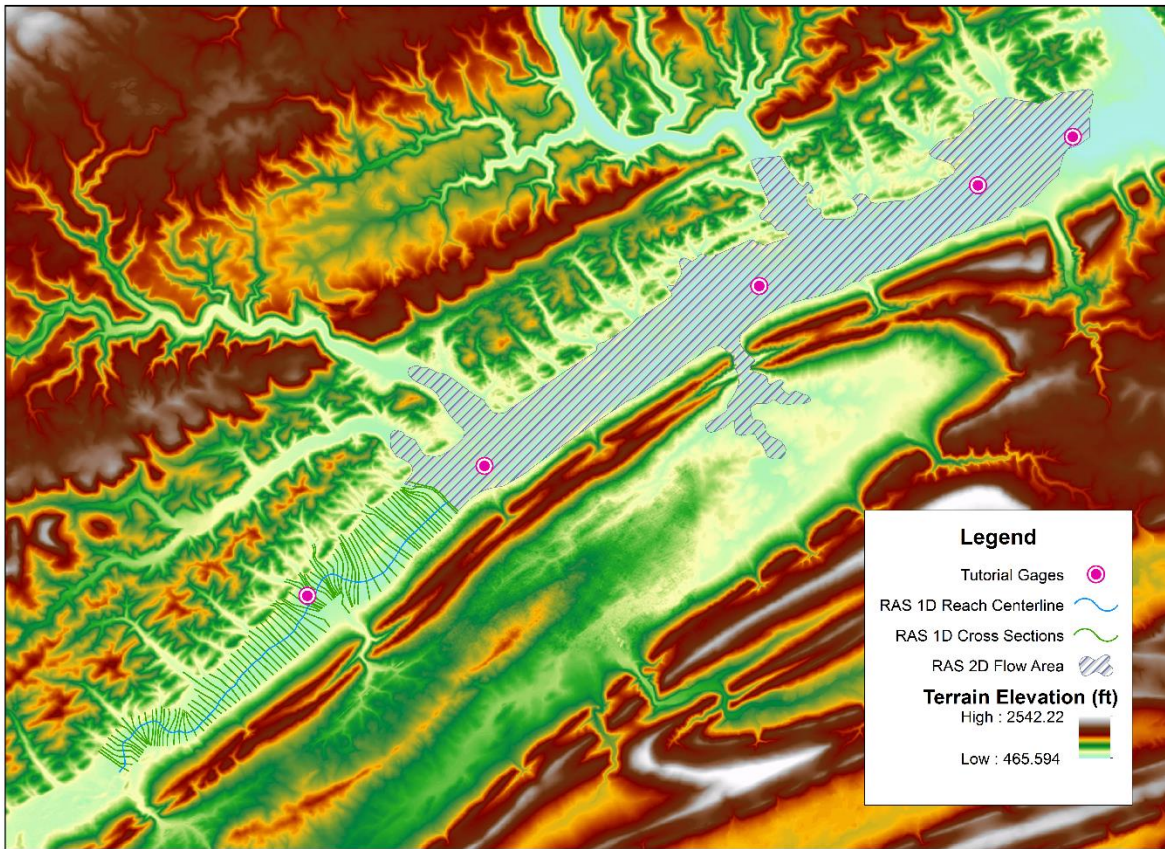 Legend
Tutorial Gages
RAS 1D Reach Centerline
RAS 1D Cross Sections
RAS 2D Flow Area
Terrain Elevation (ft)
High : 2542.22
Low : 465.594